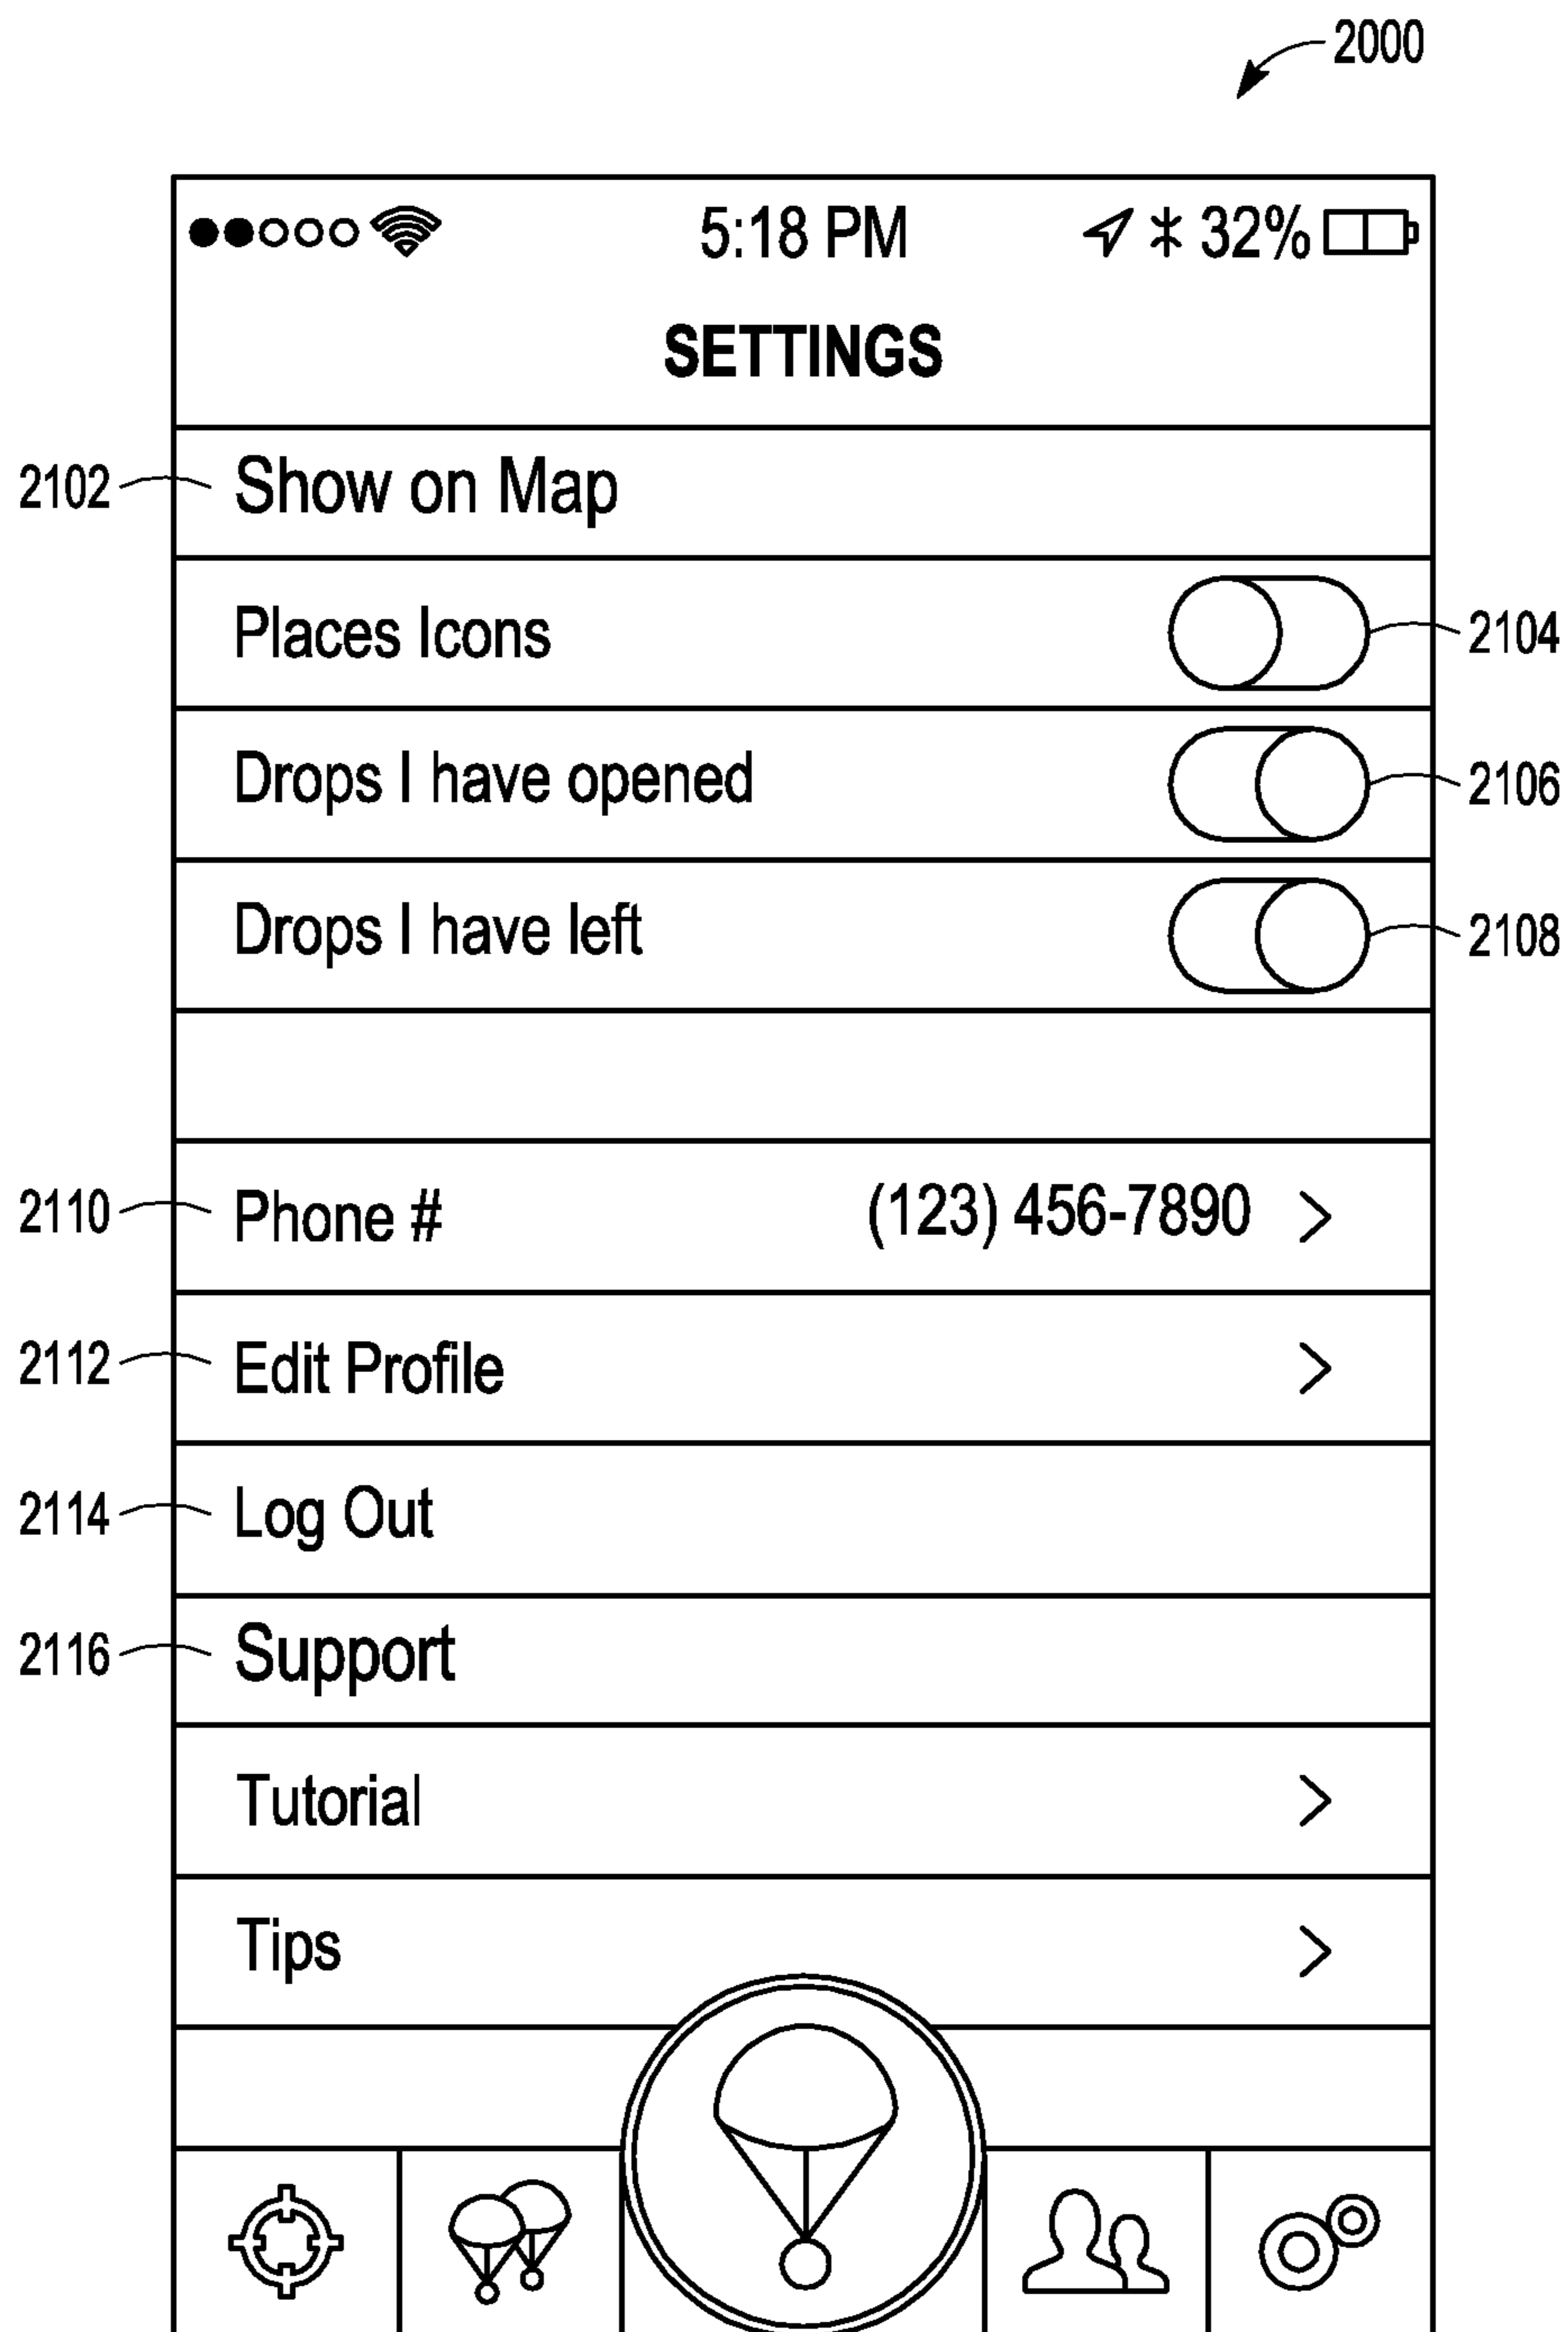 2000
5:18 PM 32%
SETTINGS
2102 Show on Map
Places Icons 2104
Drops I have opened 2106
Drops I have left 2108
2110 Phone # (123) 456-7890 >
2112 Edit Profile >
2114 Log Out
2116 Support
Tutorial >
Tips >